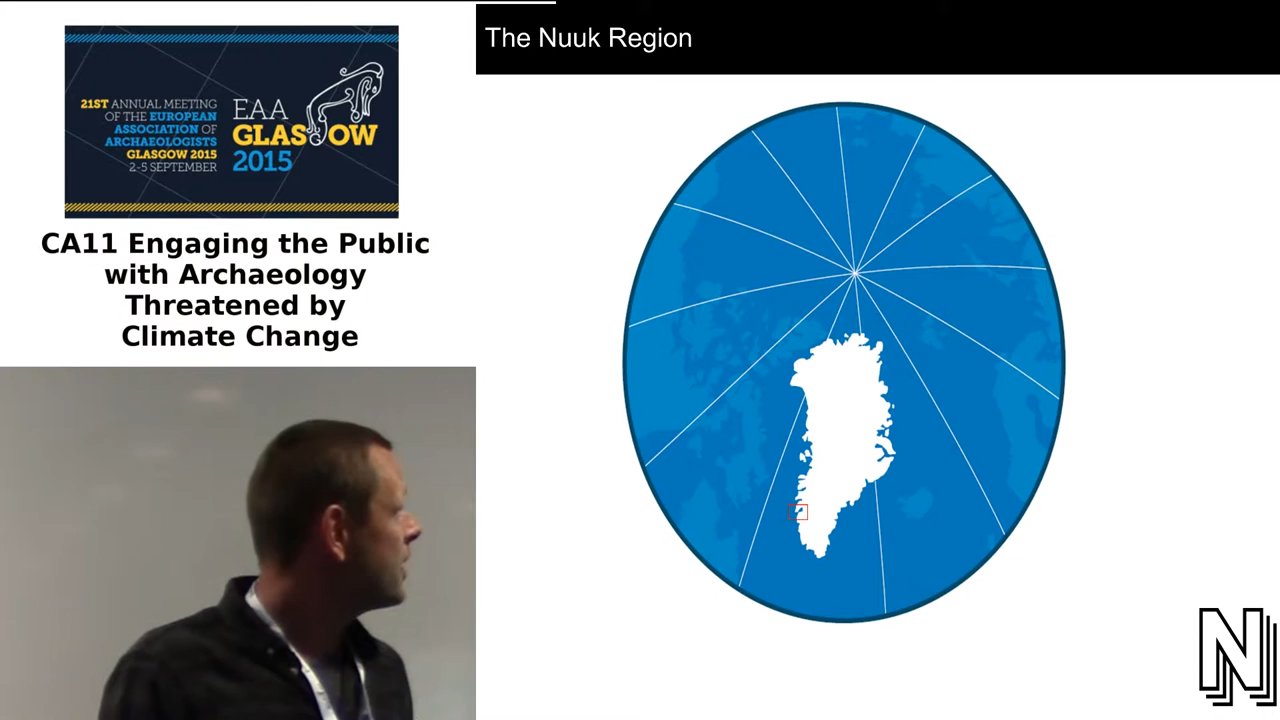 21ST ANNUAL MEETING
OF THE EUROPEAN
ASSOCIATION OF
ARCHAEOLOGISTS
GLASGOW 2015
2-5 SEPTEMBER
EAA
GLASGOW
2015
CA11 Engaging the Public
with Archaeology
Threatened by
Climate Change
The Nuuk Region
N